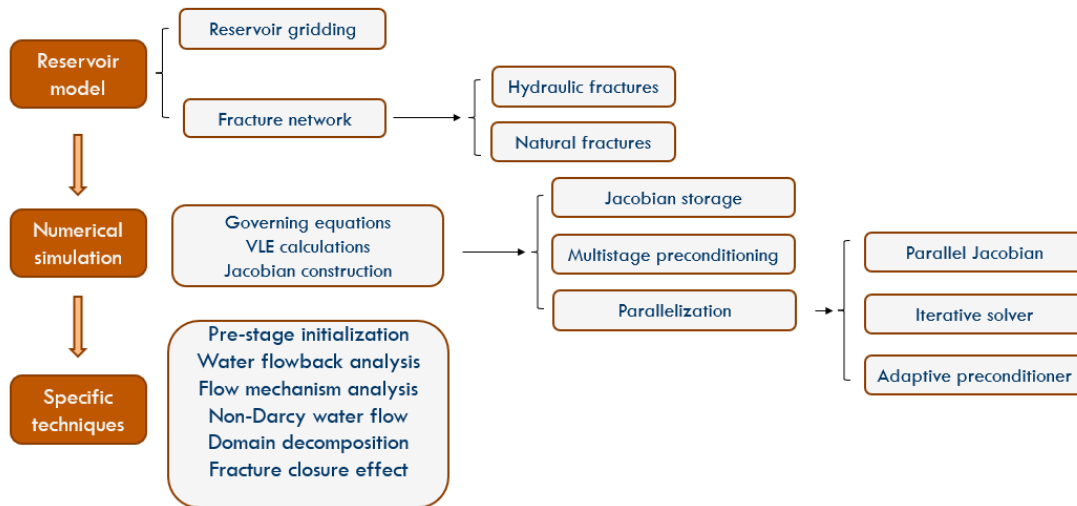 Reservoir gridding
Reservoir
model
Hydraulic fractures
Fracture network
Natural fractures
Jacobian storage
Numerical
simulation
Governing equations
VLE calculations
Jacobian construction
Multistage preconditioning
Parallel Jacobian
Parallelization
Iterative solver
Adaptive preconditioner
Specific
techniques
Pre-stage initialization
Water flowback analysis
Flow mechanism analysis
Non-Darcy water flow
Domain decomposition
Fracture closure effect